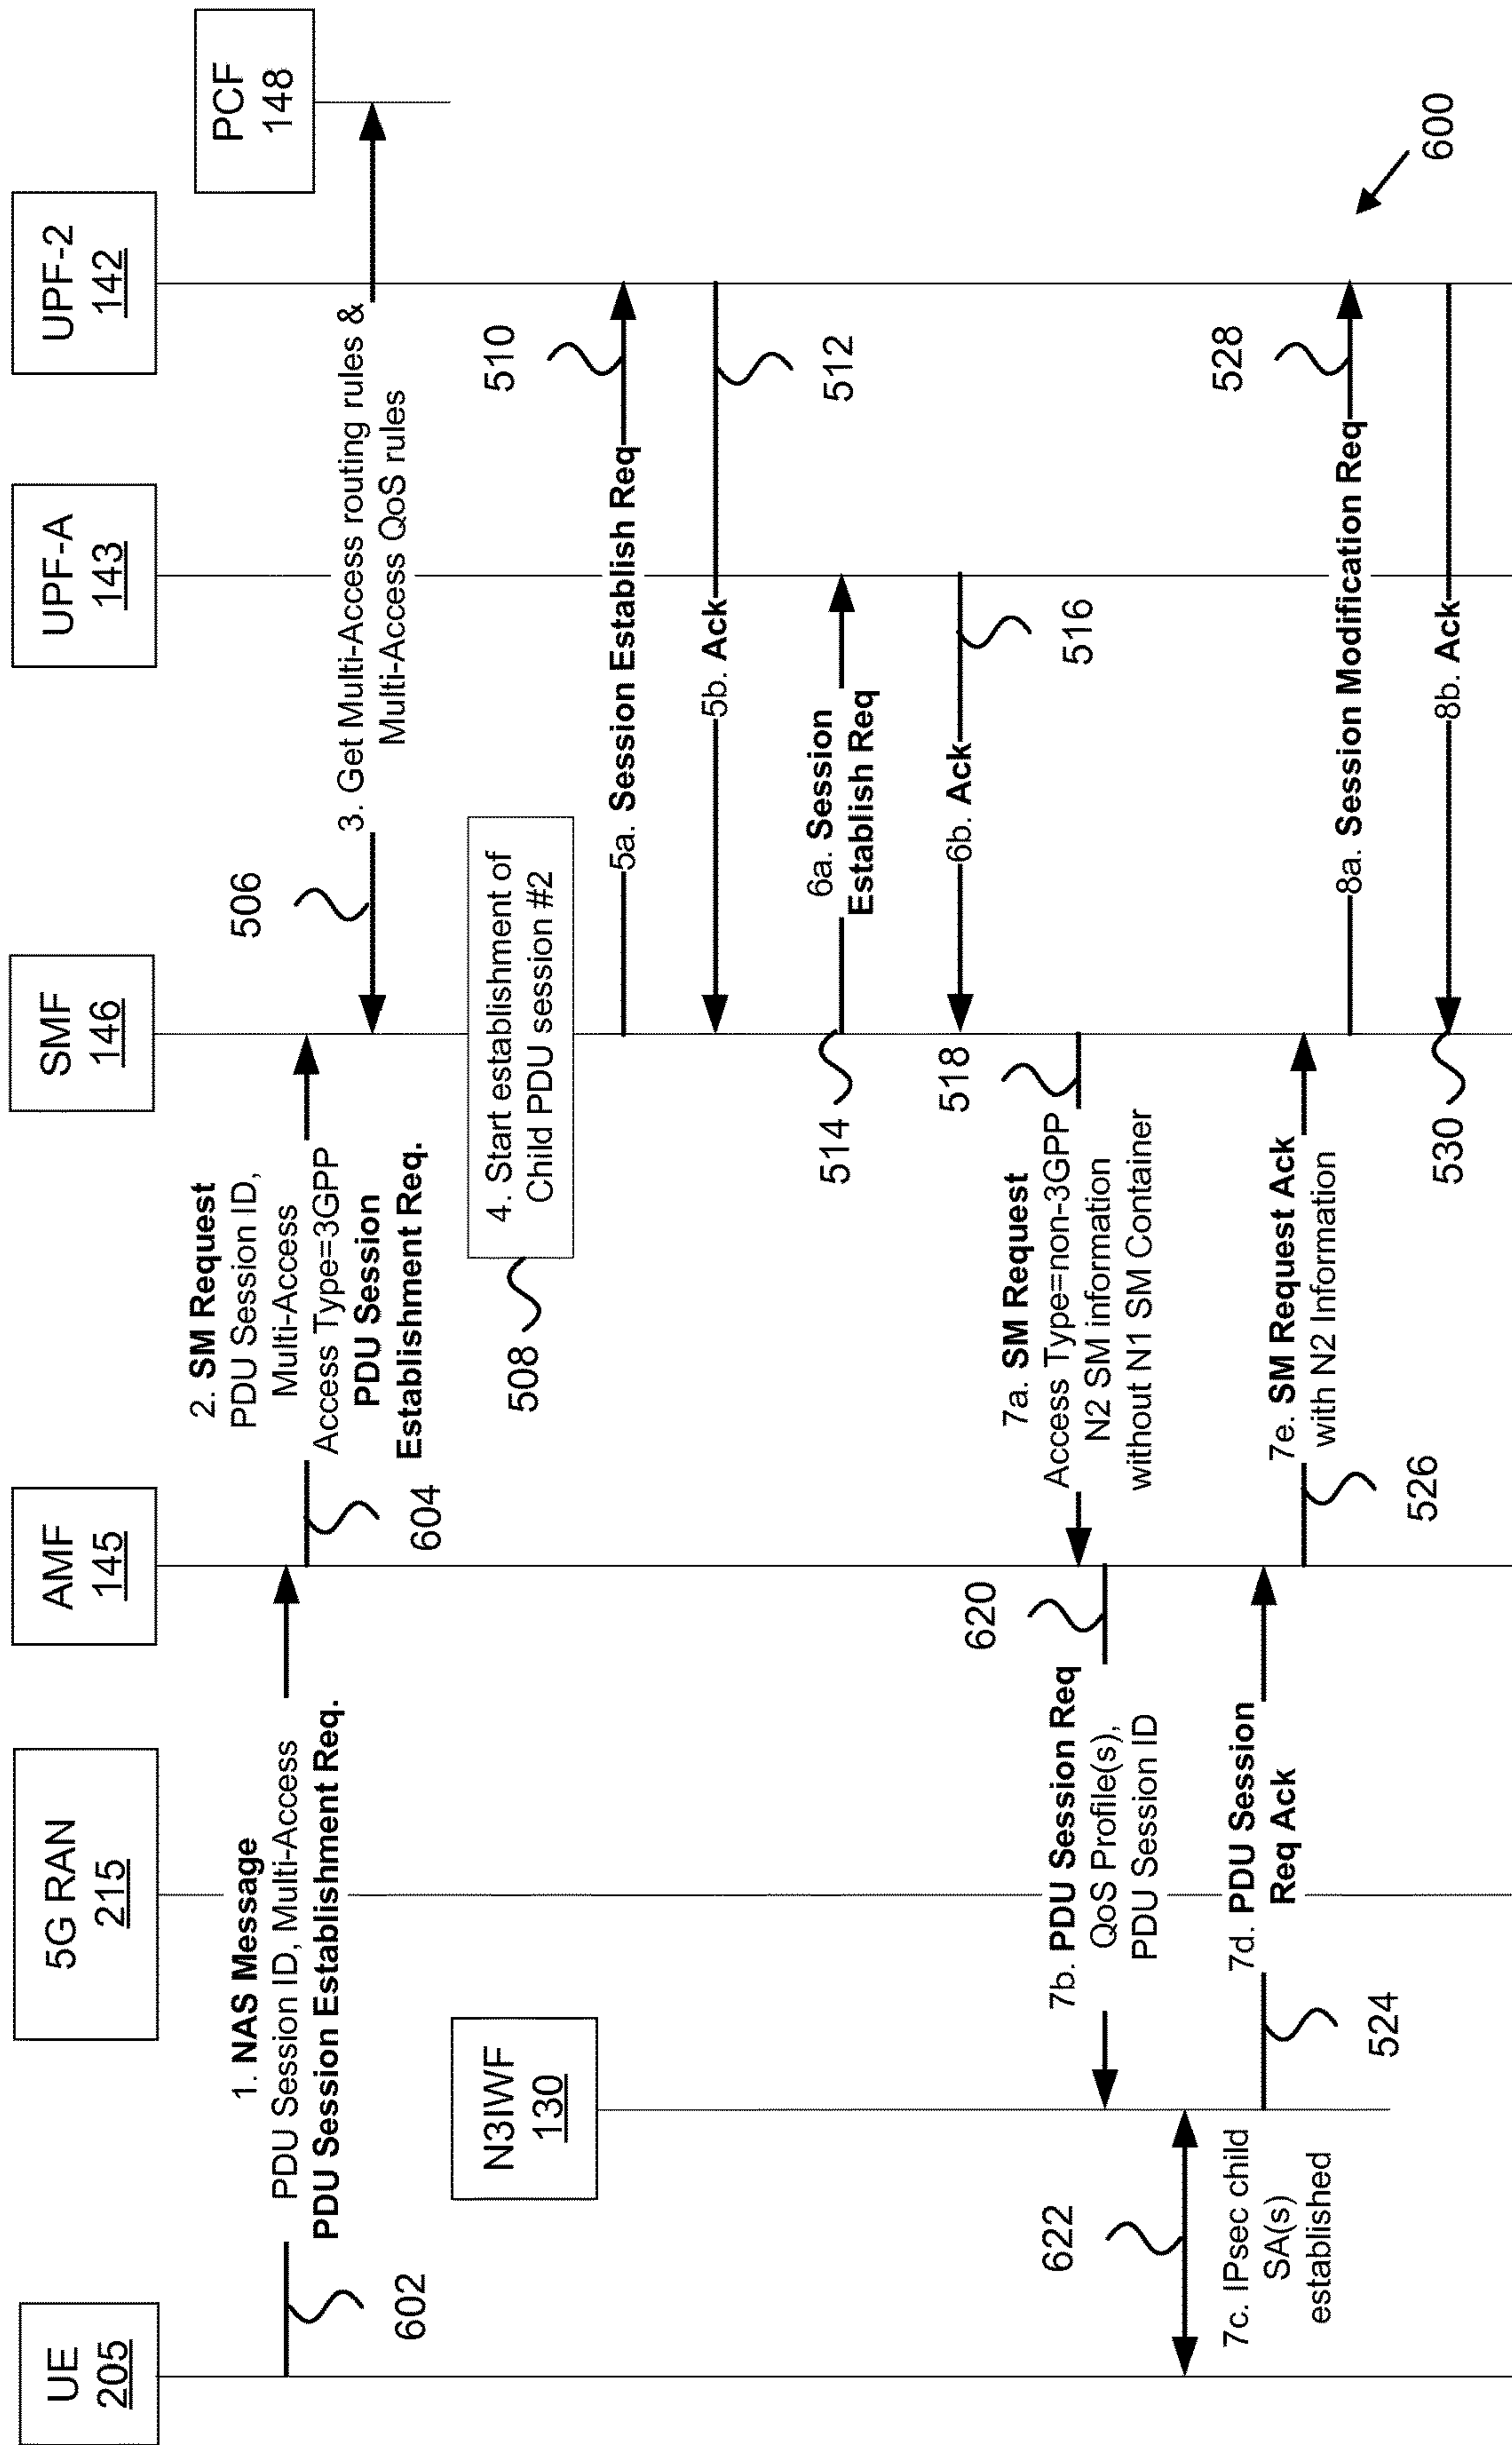 UE
205
5G RAN
215
AMF
145
SMF
146
UPF-A
143
UPF-2
142
N3IWF
130
PCF
148
1. NAS Message
PDU Session ID, Multi-Access
PDU Session Establishment Req.
602
2. SM Request
PDU Session ID,
Multi-Access
Access Type=3GPP
PDU Session
Establishment Req.
604
506
3. Get Multi-Access routing rules &
Multi-Access QoS rules
4. Start establishment of
Child PDU session #2
508
5a. Session Establish Req
510
5b. Ack
512
6a. Session
Establish Req
514
6b. Ack
516
518
7a. SM Request
Access Type=non-3GPP
N2 SM information
without N1 SM Container
620
7b. PDU Session Req
QoS Profile(s),
PDU Session ID
622
7c. IPsec child
SA(s)
established
7d. PDU Session
Req Ack
524
7e. SM Request Ack
with N2 Information
526
8a. Session Modification Req
528
8b. Ack
530
600